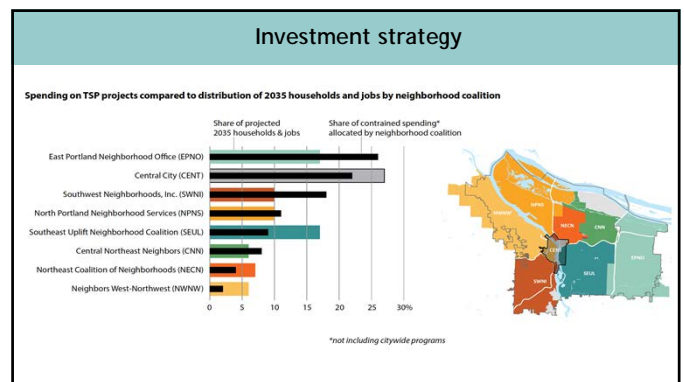 Investment strategy
Spending on TSP projects compared to distribution of 2035 households and jobs by neighborhood coalition
Share of projected
2035 households & jobs
Share of contrained spending*
allocated by neighborhood coalition
East Portland Neighborhood Office (EPNO)
Central City (CENT)
Southwest Neighborhoods, Inc. (SWNI)
North Portland Neighborhood Services (NPNS)
Southeast Uplift Neighborhood Coalition (SEUL)
Central Northeast Neighbors (CNN)
Northeast Coalition of Neighborhoods (NECN)
Neighbors West-Northwest (NWNW)
0 5 10 15 20 25 30%
*not including citywide programs
NPNS
NWNW
NECN
CNN
CENT
EPNO
SEUL
SWNI